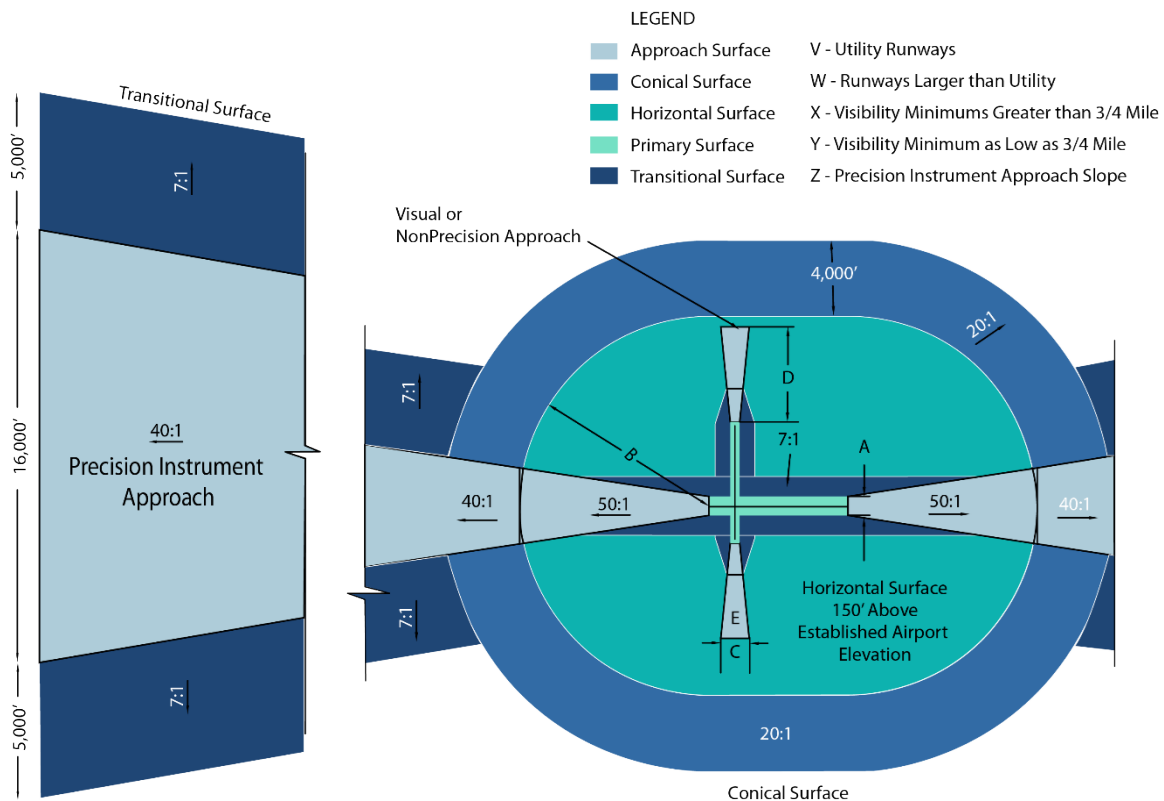 LEGEND
Approach Surface
Conical Surface
Horizontal Surface
Primary Surface
Transitional Surface
V - Utility Runways
W - Runways Larger than Utility
X - Visibility Minimums Greater than 3/4 Mile
Y - Visibility Minimum as Low as 3/4 Mile
Z - Precision Instrument Approach Slope
Transitional Surface
5,000’
7:1
16,000’
40:1
Precision Instrument
Approach
7:1
5,000’
Visual or
NonPrecision Approach
4,000’
20:1
7:1
D
B
7:1
A
40:1
50:1
50:1
40:1
7:1
E
C
Horizontal Surface
150’ Above
Established Airport
Elevation
20:1
Conical Surface